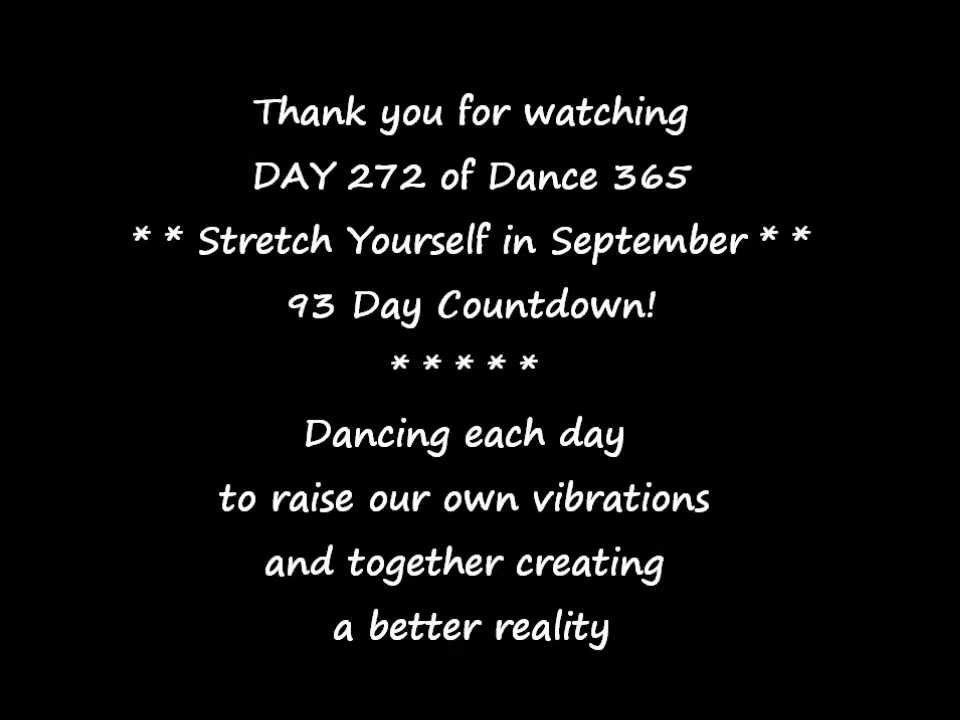 Thank you for watching
DAY 272 of Dance 365
* * Stretch Yourself in September * *
93 Day Countdown!
* * * * *
Dancing each day
to raise our own vibrations
and together creating
a better reality